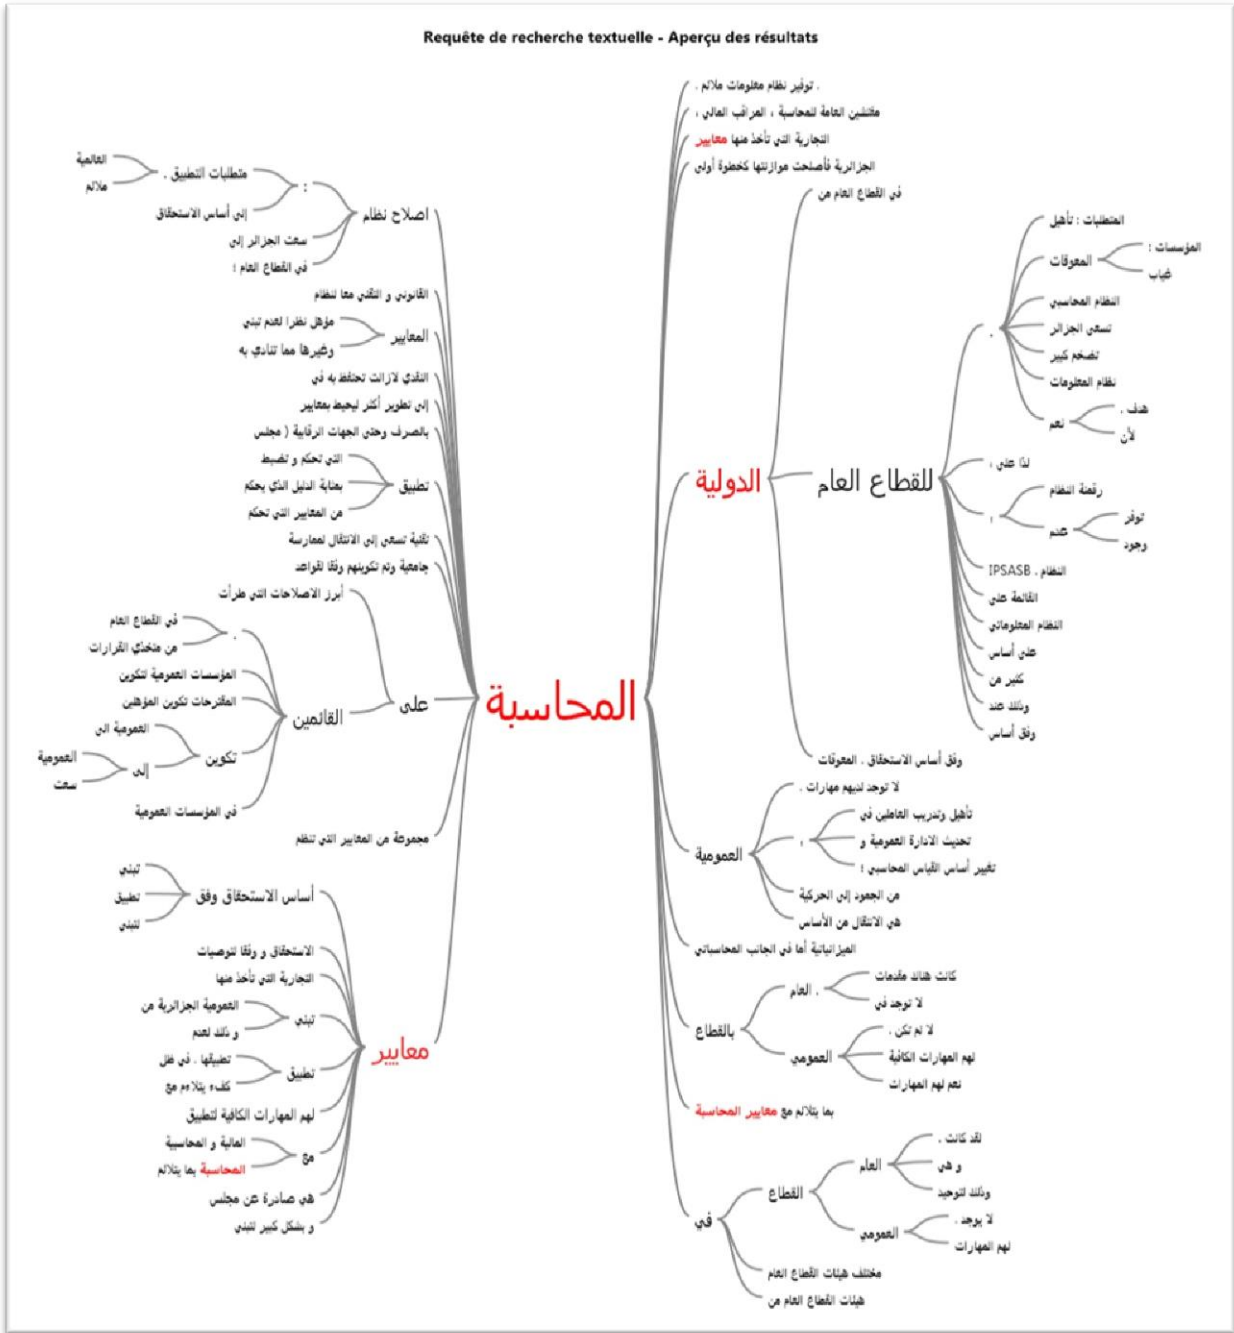 Requête de recherche textuelle - Aperçu des résultats
. توفير نظام معلومات ملائم .
مفتشين العامة للمحاسبة ، المراقب المالي ،
التجارية التي تأخذ منها معايير
الجزائرية فأصلحت موازنتها كخطوة أولى
في القطاع العام من
الدولية
للقطاع العام
.
المتطلبات : تأهيل
المعوقات
المؤسسات :
غياب
النظام المحاسبي
تسعى الجزائر
تضخم كبير
نظام المعلومات
نعم
هدف .
لأن
لذا على ،
؛
رقمنة النظام
عدم
توفر
وجود
النظام . IPSASB
القائمة على
النظام المعلوماتي
على أساس
كثير من
وذلك عند
وفق أساس
وفق أساس الاستحقاق . المعوقات
المحاسبة
العمومية
لا توجد لديهم مهارات .
،
تأهيل وتدريب العاملين في
تحديث الادارة العمومية و
تغيير أساس القياس المحاسبي ؛
من الجمود إلى الحركية
هي الانتقال من الأساس
الميزانياتية أما في الجانب المحاسباتي
بالقطاع
. العام
كانت هناك مقدمات
لا توجد في
العمومي
لا لم تكن .
لهم المهارات الكافية
نعم لهم المهارات
بما يتلائم مع معايير المحاسبة
في
القطاع
العام
لقد كانت .
و هي
وذلك لتوحيد
العمومي
لا يوجد .
لهم المهارات
مختلف هيئات القطاع العام
هيئات القطاع العام من
اصلاح نظام
:
متطلبات التطبيق .
العالمية
ملائم
إلى أساس الاستحقاق
سعت الجزائر إلى
في القطاع العام ؛
القانوني و التقني معا لنظام
المعايير
مؤهل نظرا لعدم تبني
وغيرها مما تنادي به
النقدي لازالت تحتفظ به في
إلى تطوير أكثر ليحيط بمعايير
بالصرف وحتى الجهات الرقابية ( مجلس
تطبيق
التي تحكم و تضبط
بمثابة الدليل الذي يحكم
من المعايير التي تحكم
تقنية تسعى إلى الانتقال لممارسة
جامعية وتم تكوينهم وفقا لقواعد
على
أبرز الاصلاحات التي طرأت
القائمين
.
في القطاع العام
من متخذي القرارات
المؤسسات العمومية لتكوين
المقترحات تكوين المؤهلين
تكوين
العمومية الى
إلى
العمومية
سعت
في المؤسسات العمومية
مجموعة من المعايير التي تنظم
معايير
أساس الاستحقاق وفق
تبني
تطبيق
لتبني
الاستحقاق و وفقا لتوصيات
التجارية التي تأخذ منها
تبني
العمومية الجزائرية من
و ذلك لعدم
تطبيق
تطبيقها . في ظل
كفء يتلاءم مع
لهم المهارات الكافية لتطبيق
مع
المالية و المحاسبية
المحاسبة بما يتلائم
هي صادرة عن مجلس
و بشكل كبير لتبني